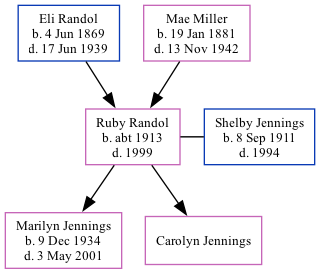 Eli Randol
b. 4 Jun 1869
d. 17 Jun 1939
Mae Miller
b. 19 Jan 1881
d. 13 Nov 1942
Ruby Randol
b. abt 1913
d. 1999
Shelby Jennings
b. 8 Sep 1911
d. 1994
Marilyn Jennings
b. 9 Dec 1934
d. 3 May 2001
Carolyn Jennings